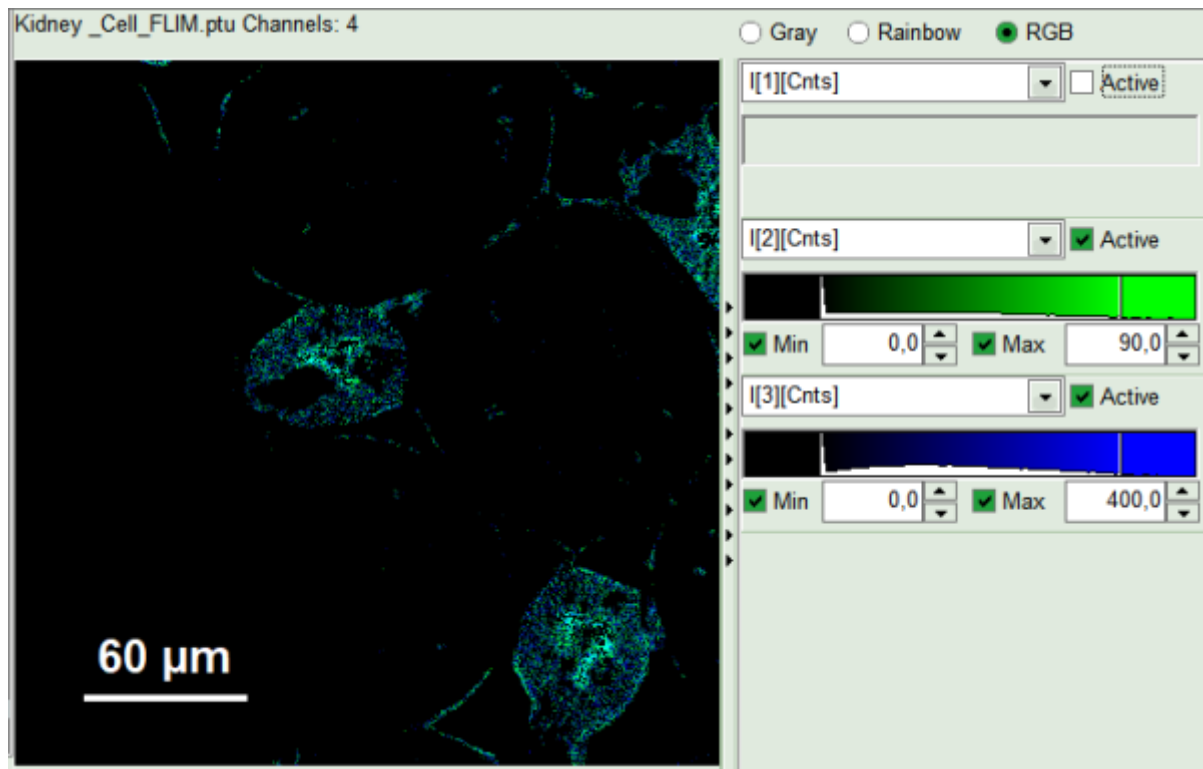 Kidney _Cell_FLIM.ptu Channels: 4
Gray Rainbow RGB
I[1][Cnts] Active
I[2][Cnts] Active
Min 0,0 Max 90,0
I[3][Cnts] Active
Min 0,0 Max 400,0
60 µm